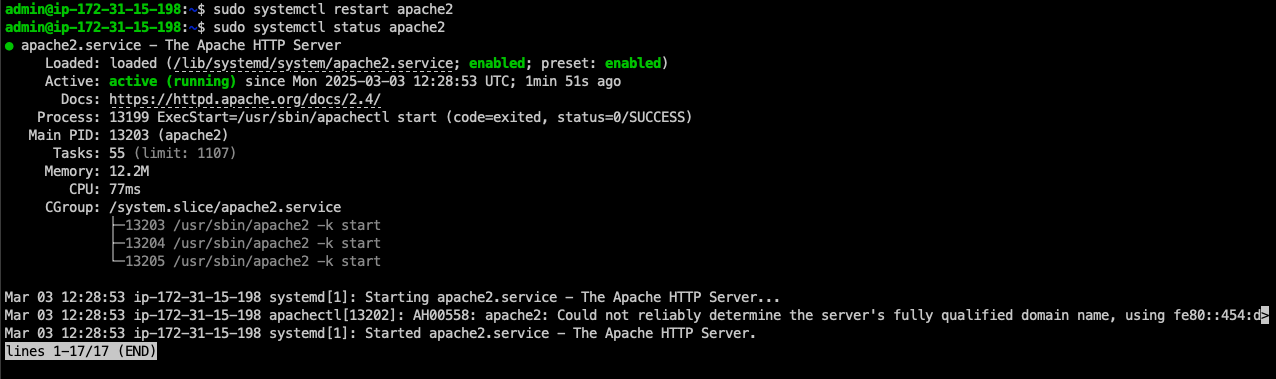 admin@ip-172-31-15-198:~$ sudo systemctl restart apache2
admin@ip-172-31-15-198:~$ sudo systemctl status apache2
● apache2.service - The Apache HTTP Server
     Loaded: loaded (/lib/systemd/system/apache2.service; enabled; preset: enabled)
     Active: active (running) since Mon 2025-03-03 12:28:53 UTC; 1min 51s ago
       Docs: https://httpd.apache.org/docs/2.4/
    Process: 13199 ExecStart=/usr/sbin/apachectl start (code=exited, status=0/SUCCESS)
   Main PID: 13203 (apache2)
      Tasks: 55 (limit: 1107)
     Memory: 12.2M
        CPU: 77ms
     CGroup: /system.slice/apache2.service
             ├─13203 /usr/sbin/apache2 -k start
             ├─13204 /usr/sbin/apache2 -k start
             └─13205 /usr/sbin/apache2 -k start

Mar 03 12:28:53 ip-172-31-15-198 systemd[1]: Starting apache2.service - The Apache HTTP Server...
Mar 03 12:28:53 ip-172-31-15-198 apachectl[13202]: AH00558: apache2: Could not reliably determine the server's fully qualified domain name, using fe80::454:d>
Mar 03 12:28:53 ip-172-31-15-198 systemd[1]: Started apache2.service - The Apache HTTP Server.
lines 1-17/17 (END)